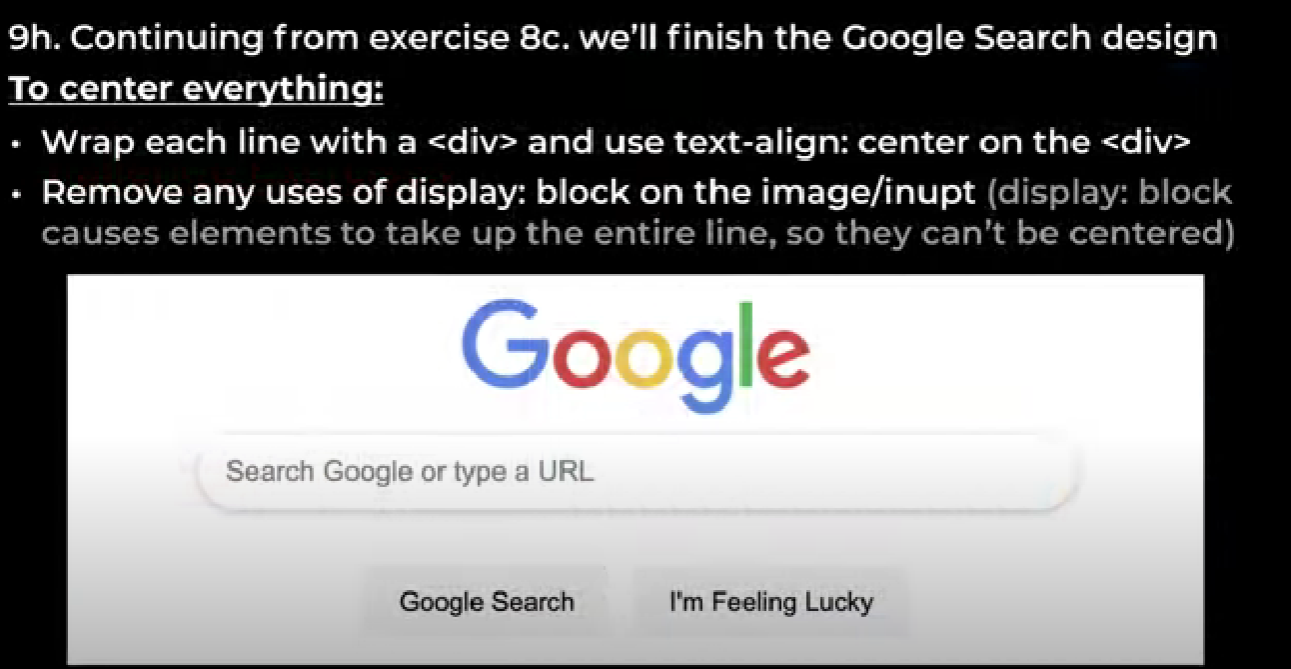 9h. Continuing from exercise 8c. we'll finish the Google Search design
To center everything:
• Wrap each line with a <div> and use text-align: center on the <div>
• Remove any uses of display: block on the image/inupt (display: block
causes elements to take up the entire line, so they can't be centered)
Google
Search Google or type a URL
Google Search I'm Feeling Lucky